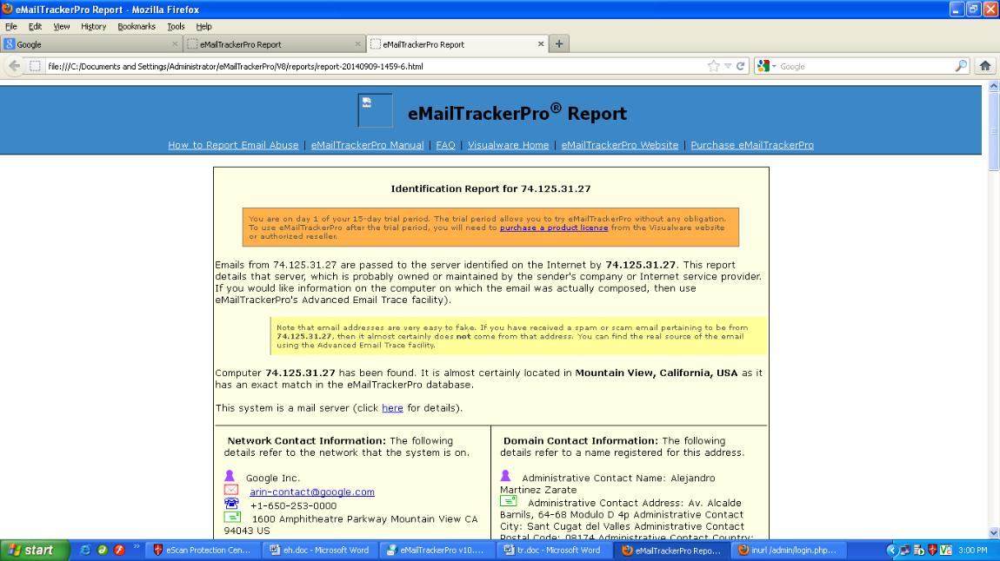 eMailTrackerPro Report - Mozilla Firefox
File Edit View History Bookmarks Tools Help
Google
eMailTrackerPro Report
eMailTrackerPro Report
file:///C:/Documents and Settings/Administrator/eMailTrackerPro/V8/reports/report-20140909-1459-6.html
Google
eMailTrackerPro® Report
How to Report Email Abuse | eMailTrackerPro Manual | FAQ | Visualware Home | eMailTrackerPro Website | Purchase eMailTrackerPro
Identification Report for 74.125.31.27
You are on day 1 of your 15-day trial period. The trial period allows you to try eMailTrackerPro without any obligation.
To use eMailTrackerPro after the trial period, you will need to purchase a product license from the Visualware website
or authorized reseller.
Emails from 74.125.31.27 are passed to the server identified on the Internet by 74.125.31.27. This report
details that server, which is probably owned or maintained by the sender's company or Internet service provider.
If you would like information on the computer on which the email was actually composed, then use
eMailTrackerPro's Advanced Email Trace facility).
Note that email addresses are very easy to fake. If you have received a spam or scam email pertaining to be from
74.125.31.27, then it almost certainly does not come from that address. You can find the real source of the email
using the Advanced Email Trace facility.
Computer 74.125.31.27 has been found. It is almost certainly located in Mountain View, California, USA as it
has an exact match in the eMailTrackerPro database.
This system is a mail server (click here for details).
Network Contact Information: The following
details refer to the network that the system is on.
Google Inc.
arin-contact@google.com
+1-650-253-0000
1600 Amphitheatre Parkway Mountain View CA
94043 US
Domain Contact Information: The following
details refer to a name registered for this address.
Administrative Contact Name: Alejandro
Martinez Zarate
Administrative Contact Address: Av. Alcalde
Barnils, 64-68 Modulo D 4p Administrative Contact
City: Sant Cugat del Valles Administrative Contact
Postal Code: 08174 Administrative Contact Country:
start
eScan Protection Cen...
eh.doc - Microsoft Word
eMailTrackerPro v10....
tr.doc - Microsoft Word
eMailTrackerPro Repo...
inurl /admin/login.php...
3:00 PM